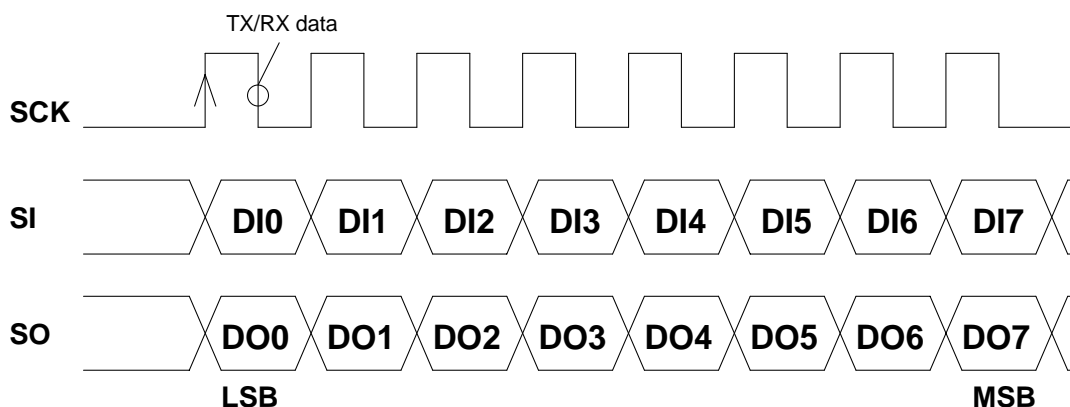 TX/RX data
SCK
SI DI0 DI1 DI2 DI3 DI4 DI5 DI6 DI7
SO DO0 DO1 DO2 DO3 DO4 DO5 DO6 DO7
LSB MSB